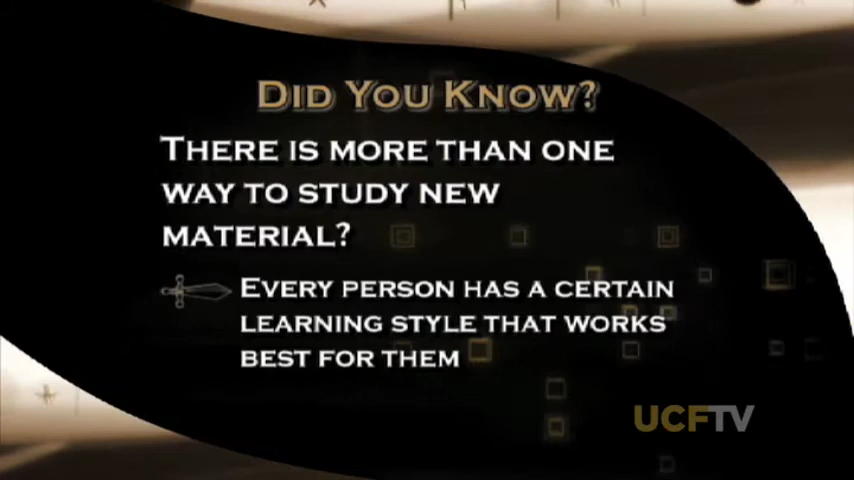 Did You Know?
There is more than one
way to study new
material?
Every person has a certain
learning style that works
best for them
UCFTV